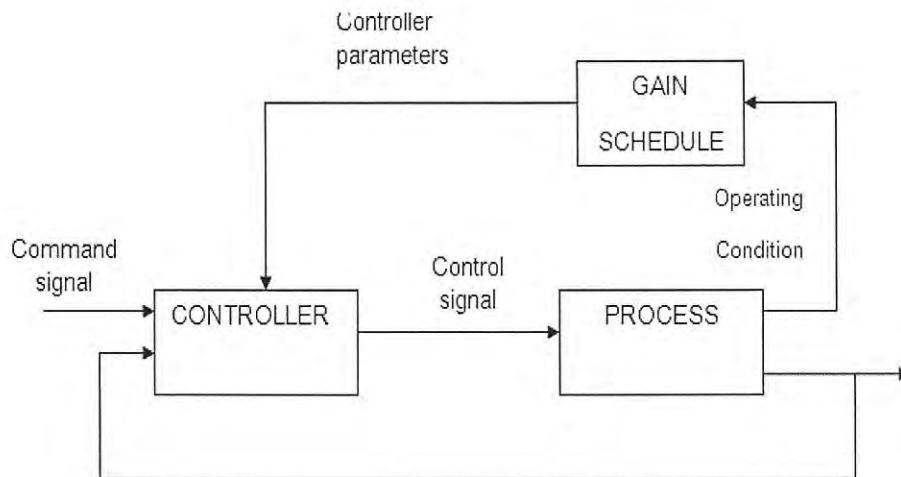 Controller
parameters
GAIN
SCHEDULE
Operating
Condition
Command
signal
Control
signal
CONTROLLER
PROCESS